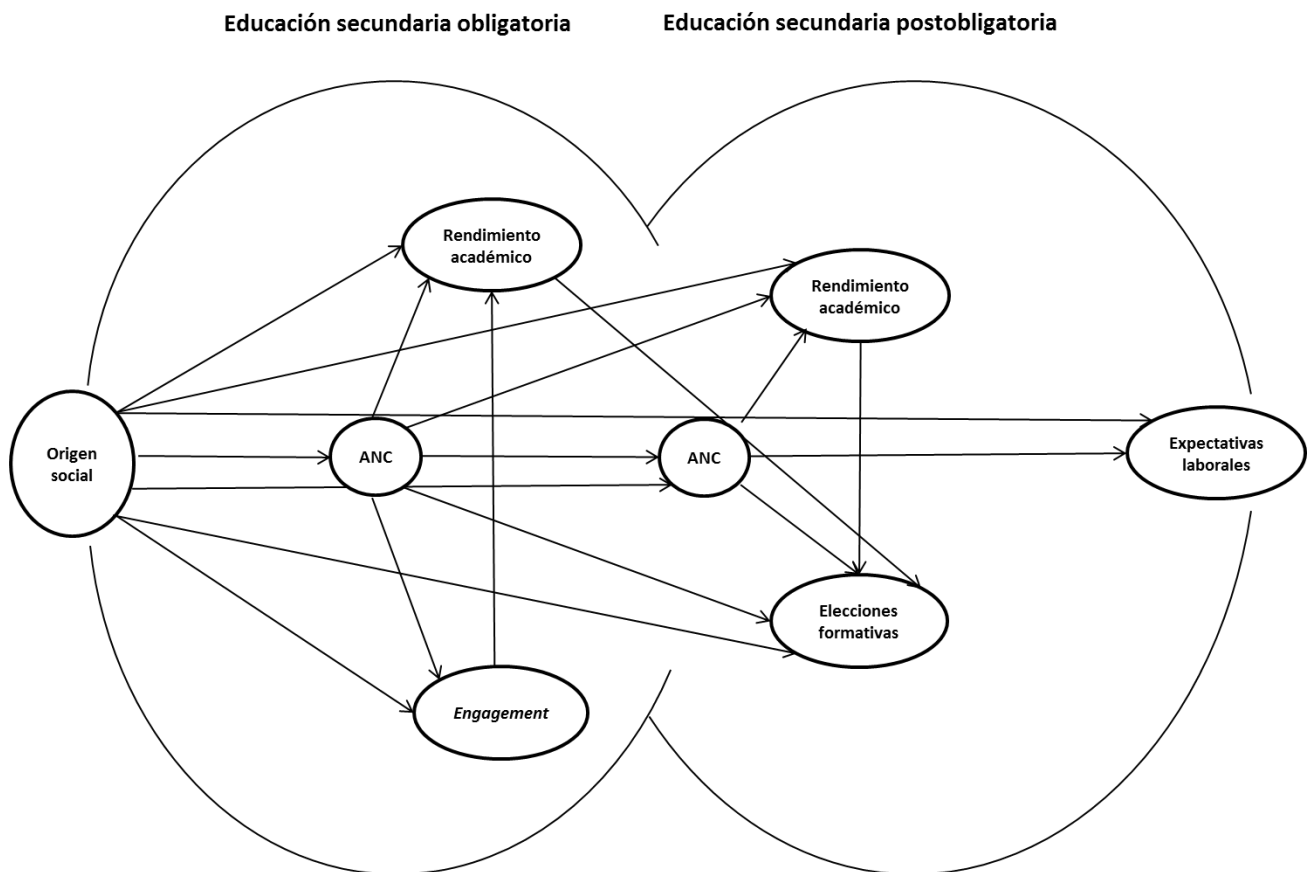 Educación secundaria obligatoria
Educación secundaria postobligatoria
Rendimiento
académico
Rendimiento
académico
Origen
social
ANC
ANC
Expectativas
laborales
Elecciones
formativas
Engagement